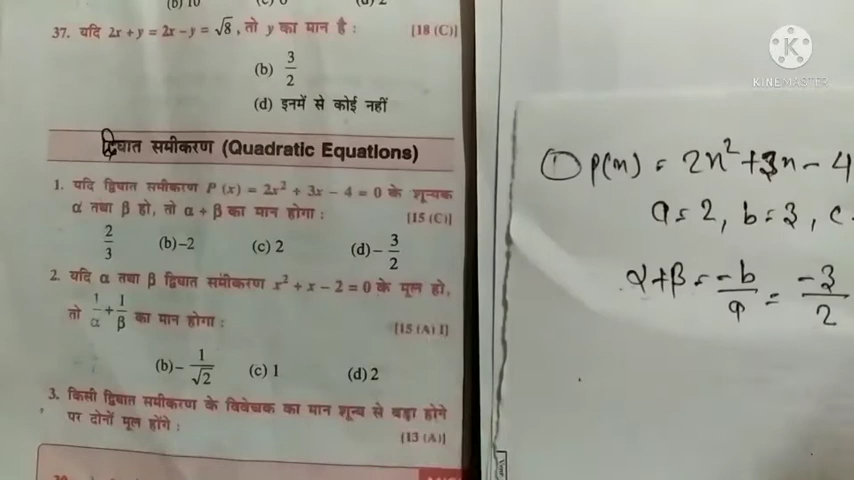 (b) 10
37. यदि 2x + y = 2x − y = √8 , तो y का मान है : [18 (C)]
(b) 3/2
(d) इनमें से कोई नहीं
द्विघात समीकरण (Quadratic Equations)
1. यदि द्विघात समीकरण P (x) = 2x² + 3x − 4 = 0 के शून्यक
α तथा β हो, तो α + β का मान होगा : [15 (C)]
2/3 (b) −2 (c) 2 (d) − 3/2
2. यदि α तथा β द्विघात समीकरण x² + x − 2 = 0 के मूल हो,
तो 1/α + 1/β का मान होगा : [15 (A) I]
(b) − 1/√2 (c) 1 (d) 2
3. किसी द्विघात समीकरण के विवेचक का मान शून्य से बड़ा होने
पर दोनों मूल होंगे : [13 (A)]
KINEMASTER
① P(x) = 2x² + 3x − 4
a = 2, b = 3, c
α + β = −b/a = −3/2